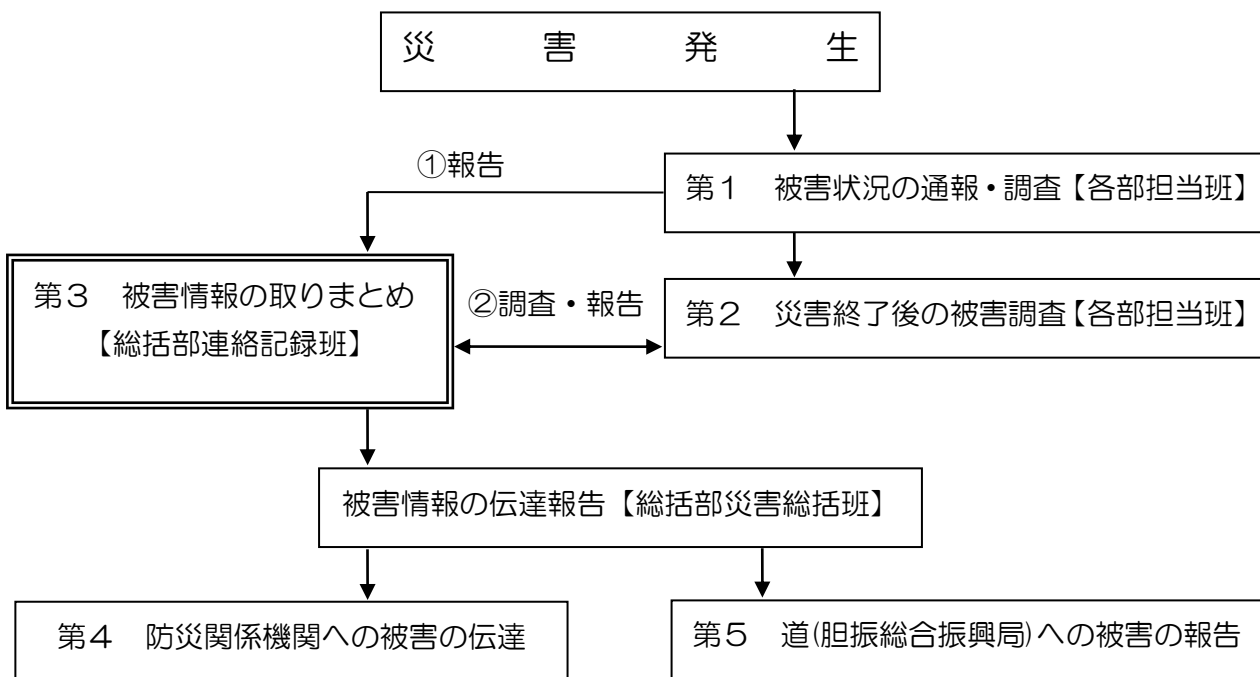 災害発生
①報告
第1　被害状況の通報・調査【各部担当班】
第3　被害情報の取りまとめ
【総括部連絡記録班】
②調査・報告
第2　災害終了後の被害調査【各部担当班】
被害情報の伝達報告【総括部災害総括班】
第4　防災関係機関への被害の伝達
第5　道(胆振総合振興局)への被害の報告